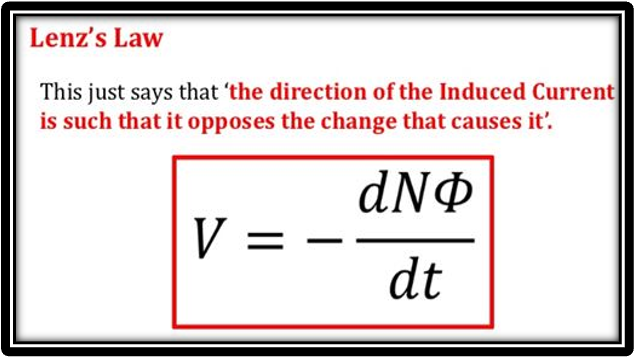 Lenz's Law
This just says that ‘the direction of the Induced Current
is such that it opposes the change that causes it’.
V = − dNΦ
dt